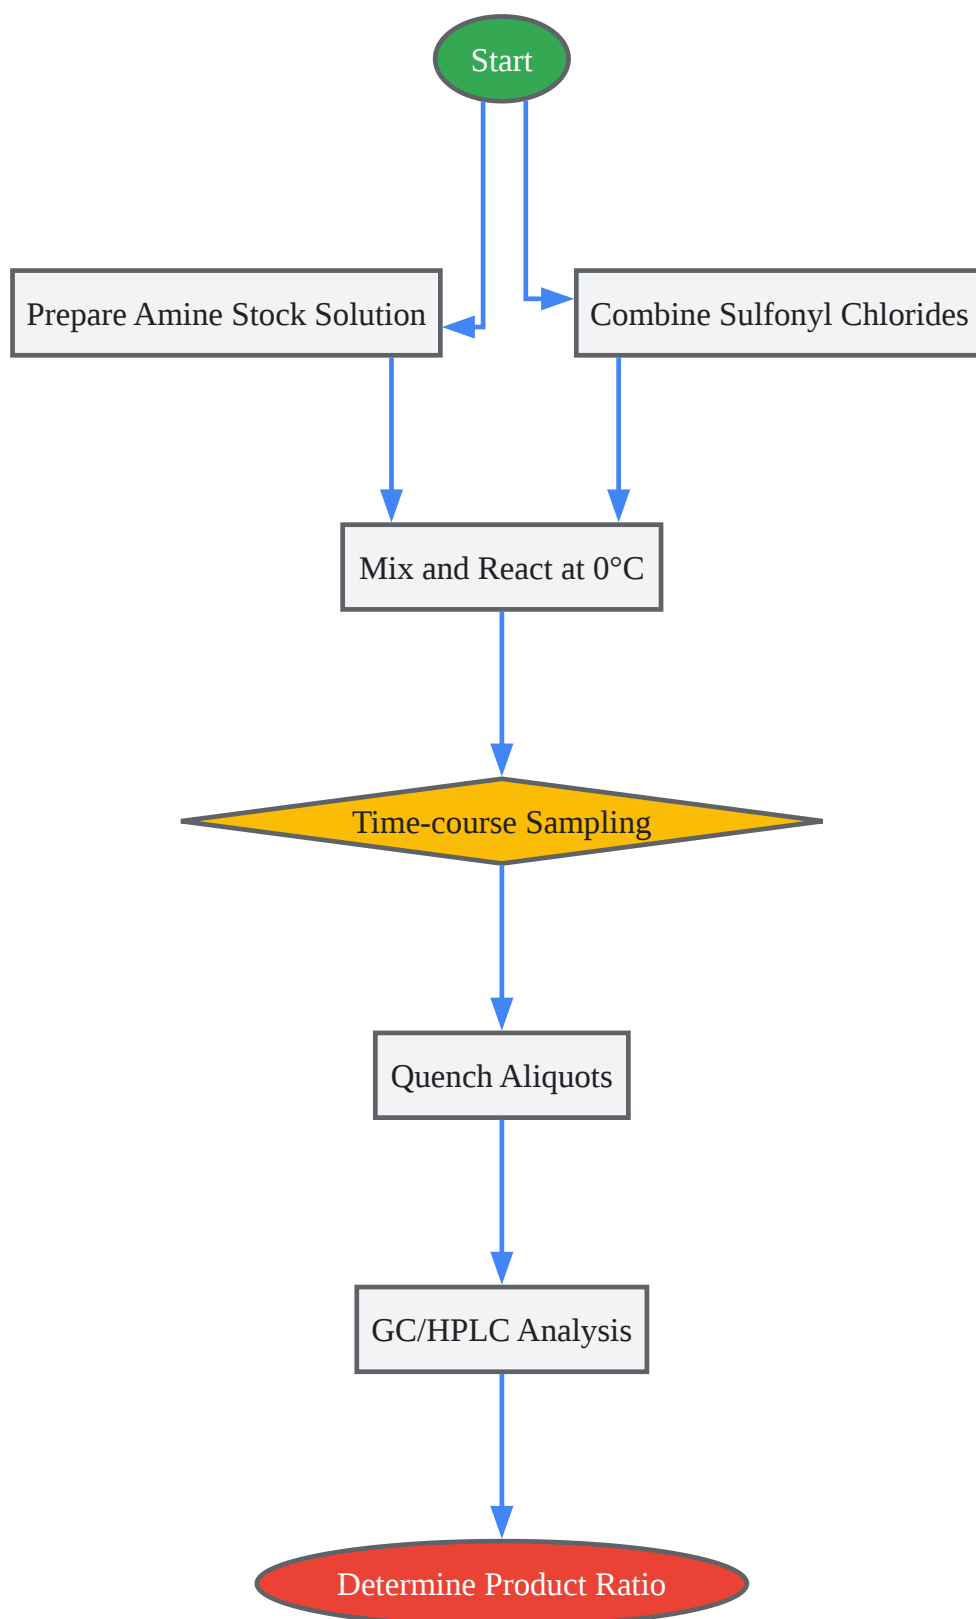 Start
Prepare Amine Stock Solution
Combine Sulfonyl Chlorides
Mix and React at 0°C
Time-course Sampling
Quench Aliquots
GC/HPLC Analysis
Determine Product Ratio